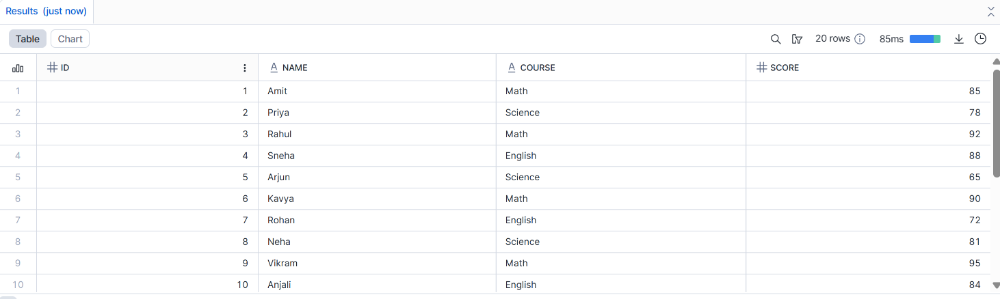 Results (just now)
Table Chart 20 rows 85ms
ID NAME COURSE SCORE
1 1 Amit Math 85
2 2 Priya Science 78
3 3 Rahul Math 92
4 4 Sneha English 88
5 5 Arjun Science 65
6 6 Kavya Math 90
7 7 Rohan English 72
8 8 Neha Science 81
9 9 Vikram Math 95
10 10 Anjali English 84